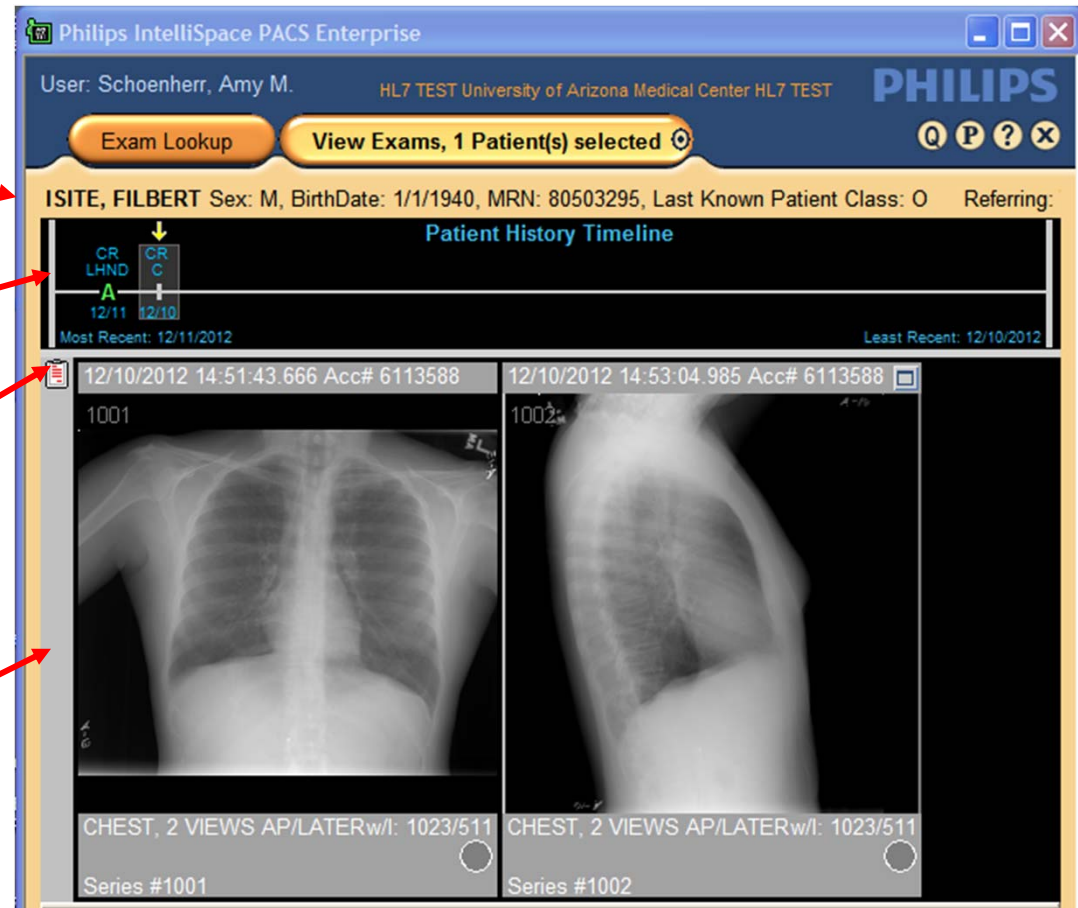 Philips IntelliSpace PACS Enterprise
User: Schoenherr, Amy M.
HL7 TEST University of Arizona Medical Center HL7 TEST
PHILIPS
Exam Lookup
View Exams, 1 Patient(s) selected
Q P ? X
ISITE, FILBERT Sex: M, BirthDate: 1/1/1940, MRN: 80503295, Last Known Patient Class: O Referring:
Patient History Timeline
CR CR
LHND C
A
12/11 12/10
Most Recent: 12/11/2012 Least Recent: 12/10/2012
12/10/2012 14:51:43.666 Acc# 6113588
1001
CHEST, 2 VIEWS AP/LATERw/l: 1023/511
Series #1001
12/10/2012 14:53:04.985 Acc# 6113588
1002
CHEST, 2 VIEWS AP/LATERw/l: 1023/511
Series #1002